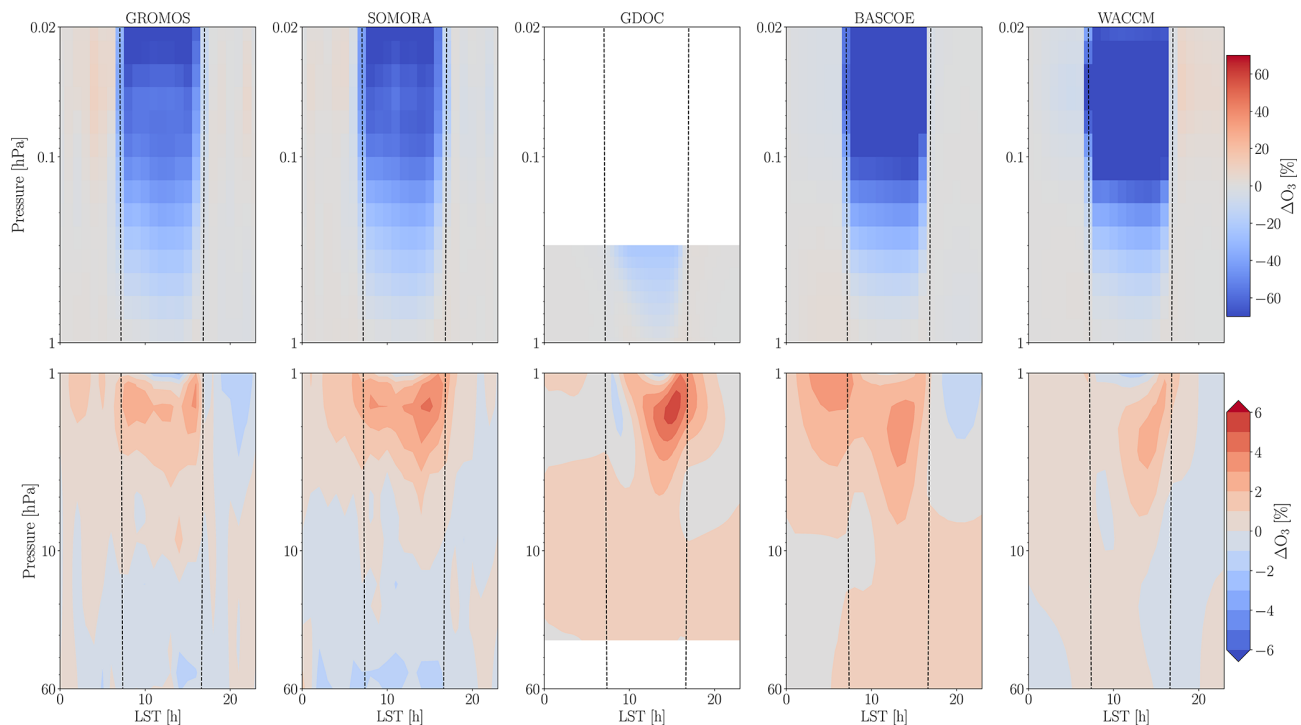 GROMOS SOMORA GDOC BASCOE WACCM
0.02 0.02 0.02 0.02 0.02
60
40
20
0.1 0.1 0.1 0.1 0.1
0
−20
−40
−60
1 1 1 1 1
Pressure [hPa]
ΔO3 [%]
1 1 1 1 1
6
4
2
0
10 10 10 10 10
−2
−4
−6
60 60 60 60 60
0 10 20 0 10 20 0 10 20 0 10 20 0 10 20
Pressure [hPa]
ΔO3 [%]
LST [h] LST [h] LST [h] LST [h] LST [h]